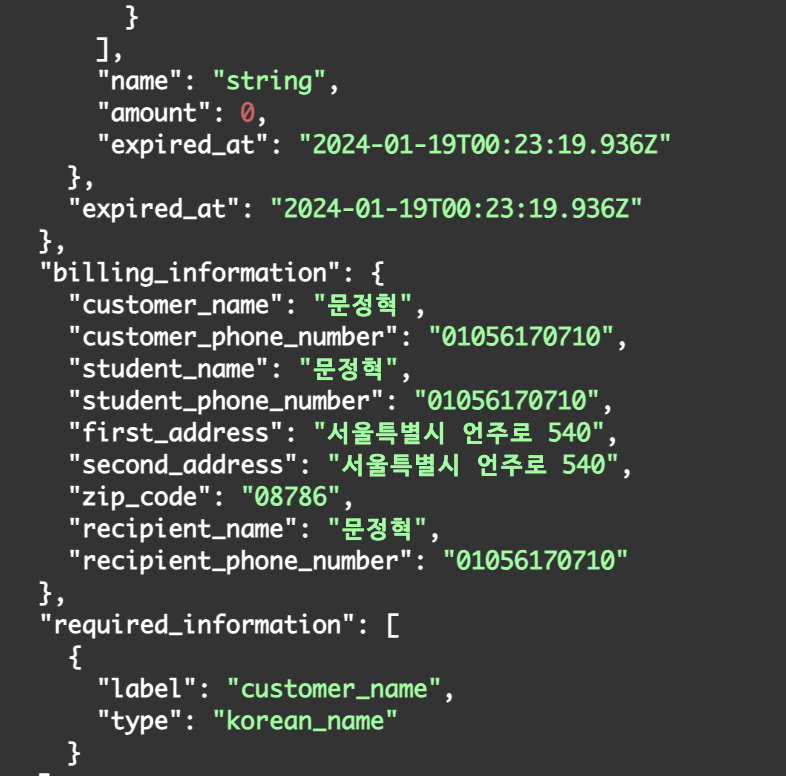 }
],
"name": "string",
"amount": 0,
"expired_at": "2024-01-19T00:23:19.936Z"
},
"expired_at": "2024-01-19T00:23:19.936Z"
},
"billing_information": {
"customer_name": "문정혁",
"customer_phone_number": "01056170710",
"student_name": "문정혁",
"student_phone_number": "01056170710",
"first_address": "서울특별시 언주로 540",
"second_address": "서울특별시 언주로 540",
"zip_code": "08786",
"recipient_name": "문정혁",
"recipient_phone_number": "01056170710"
},
"required_information": [
{
"label": "customer_name",
"type": "korean_name"
}